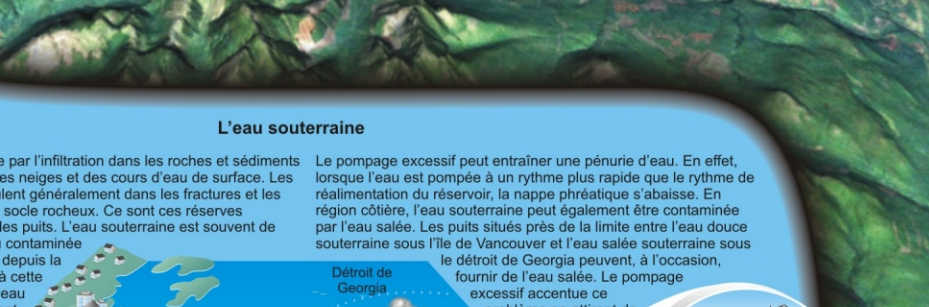 L'eau souterraine
e par l'infiltration dans les roches et sédiments
es neiges et des cours d'eau de surface. Les
lent généralement dans les fractures et les
socle rocheux. Ce sont ces réserves
les puits. L'eau souterraine est souvent de
contaminée
depuis la
à cette
eau
Le pompage excessif peut entraîner une pénurie d'eau. En effet,
lorsque l'eau est pompée à un rythme plus rapide que le rythme de
réalimentation du réservoir, la nappe phréatique s'abaisse. En
région côtière, l'eau souterraine peut également être contaminée
par l'eau salée. Les puits situés près de la limite entre l'eau douce
souterraine sous l'île de Vancouver et l'eau salée souterraine sous
le détroit de Georgia peuvent, à l'occasion,
fournir de l'eau salée. Le pompage
excessif accentue ce
Détroit de
Georgia